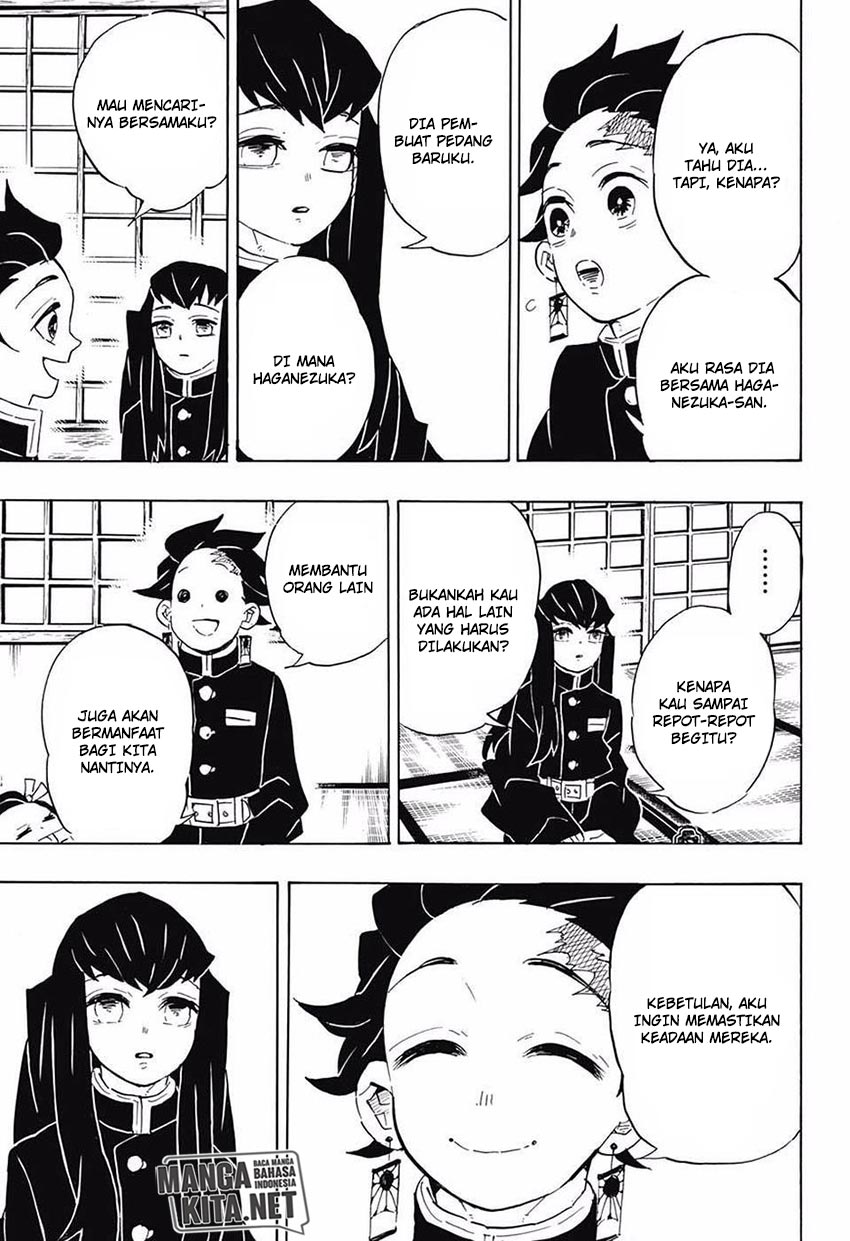 YA, AKU
TAHU DIA...
TAPI, KENAPA?
AKU RASA DIA
BERSAMA HAGA-
NEZUKA-SAN.
DIA PEM-
BUAT PEDANG
BARUKU.
DI MANA
HAGANEZUKA?
MAU MENCARI-
NYA BERSAMAKU?
......
KENAPA
KAU SAMPAI
REPOT-REPOT
BEGITU?
BUKANKAH KAU
ADA HAL LAIN
YANG HARUS
DILAKUKAN?
MEMBANTU
ORANG LAIN
JUGA AKAN
BERMANFAAT
BAGI KITA
NANTINYA.
KEBETULAN, AKU
INGIN MEMASTIKAN
KEADAAN MEREKA.
MANGA
BACA MANGA
BAHASA
INDONESIA
KITA.NET